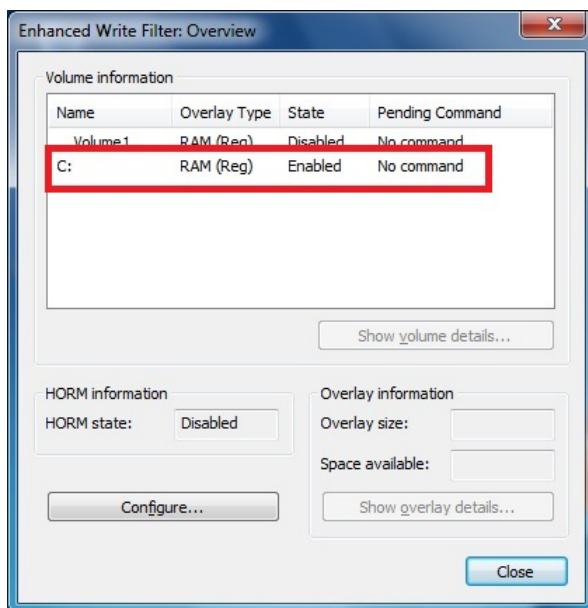 Enhanced Write Filter: Overview
Volume information
Name Overlay Type State Pending Command
Volume1 RAM (Reg) Disabled No command
C: RAM (Reg) Enabled No command
Show volume details...
HORM information
HORM state: Disabled
Overlay information
Overlay size:
Space available:
Configure...
Show overlay details...
Close